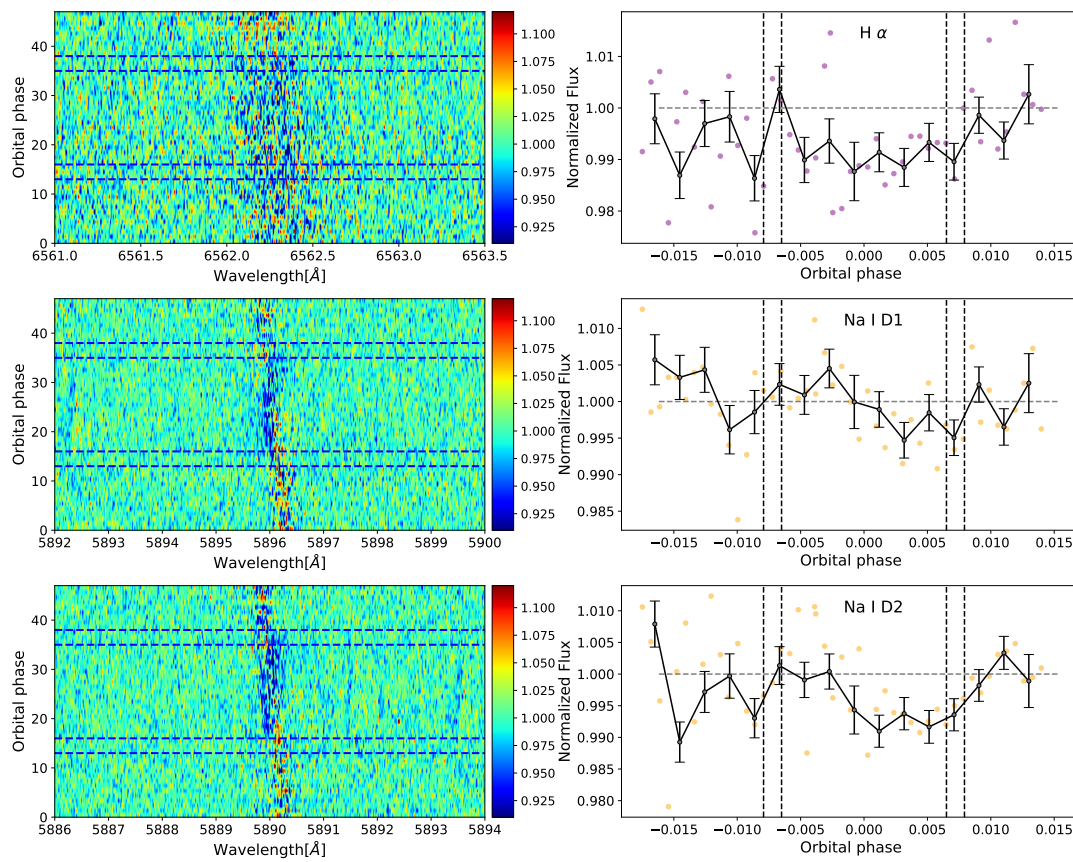 H α
Orbital phase
40
30
20
10
0
6561.0 6561.5 6562.0 6562.5 6563.0 6563.5
Wavelength[Å]
1.100
1.075
1.050
1.025
1.000
0.975
0.950
0.925
Normalized Flux
1.01
1.00
0.99
0.98
−0.015 −0.010 −0.005 0.000 0.005 0.010 0.015
Orbital phase
Na I D1
Orbital phase
40
30
20
10
0
5892 5893 5894 5895 5896 5897 5898 5899 5900
Wavelength[Å]
1.100
1.075
1.050
1.025
1.000
0.975
0.950
0.925
Normalized Flux
1.010
1.005
1.000
0.995
0.990
0.985
−0.015 −0.010 −0.005 0.000 0.005 0.010 0.015
Orbital phase
Na I D2
Orbital phase
40
30
20
10
0
5886 5887 5888 5889 5890 5891 5892 5893 5894
Wavelength[Å]
1.100
1.075
1.050
1.025
1.000
0.975
0.950
0.925
Normalized Flux
1.010
1.005
1.000
0.995
0.990
0.985
0.980
−0.015 −0.010 −0.005 0.000 0.005 0.010 0.015
Orbital phase